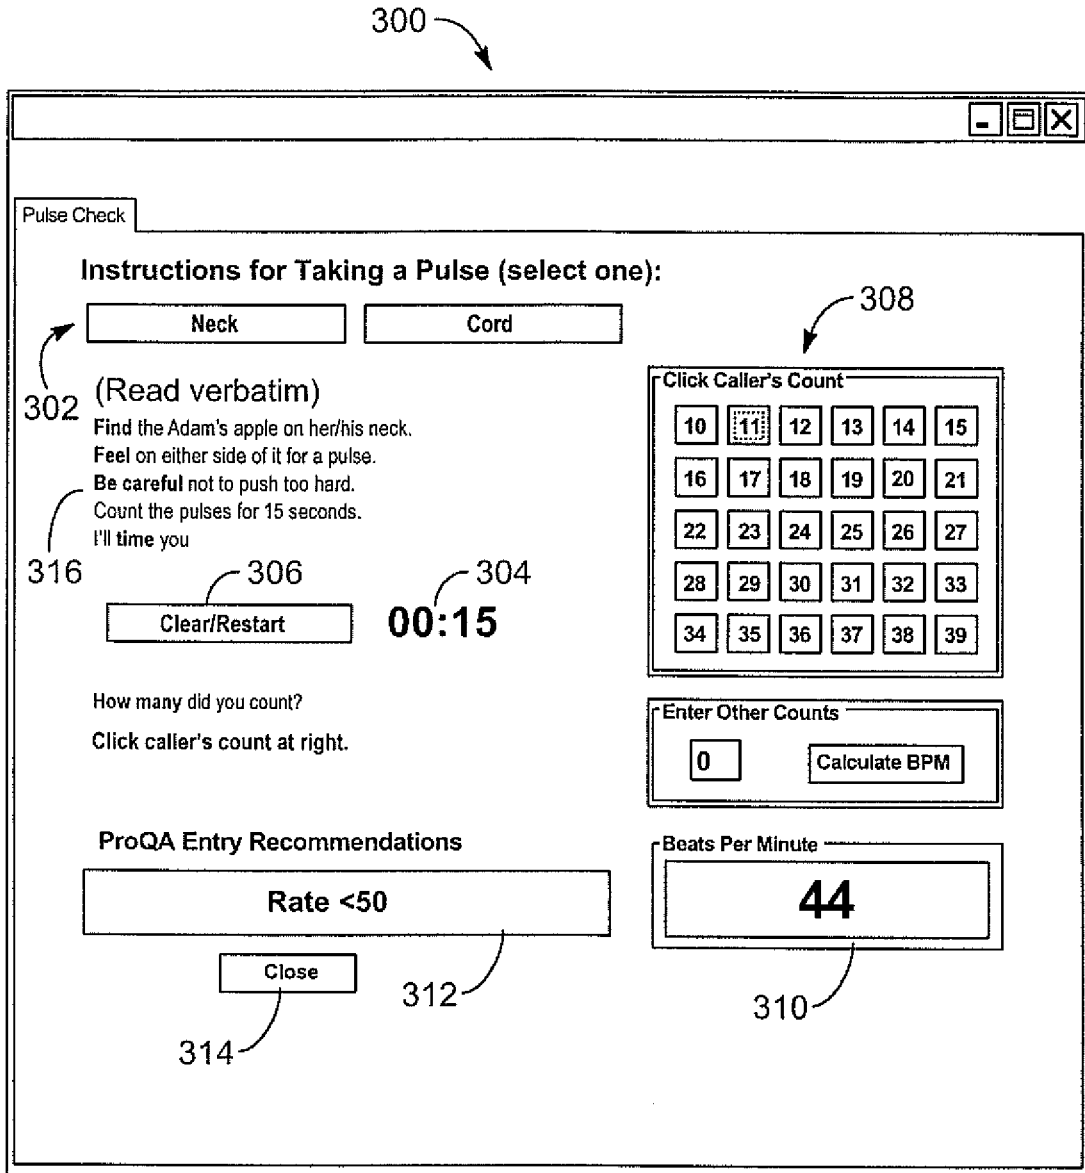 300
Pulse Check
Instructions for Taking a Pulse (select one):
Neck
Cord
302
(Read verbatim)
Find the Adam's apple on her/his neck.
Feel on either side of it for a pulse.
Be careful not to push too hard.
Count the pulses for 15 seconds.
I'll time you
316
306
304
Clear/Restart
00:15
How many did you count?
Click caller's count at right.
308
Click Caller's Count
10 11 12 13 14 15
16 17 18 19 20 21
22 23 24 25 26 27
28 29 30 31 32 33
34 35 36 37 38 39
Enter Other Counts
0
Calculate BPM
ProQA Entry Recommendations
Rate <50
312
Close
314
Beats Per Minute
44
310